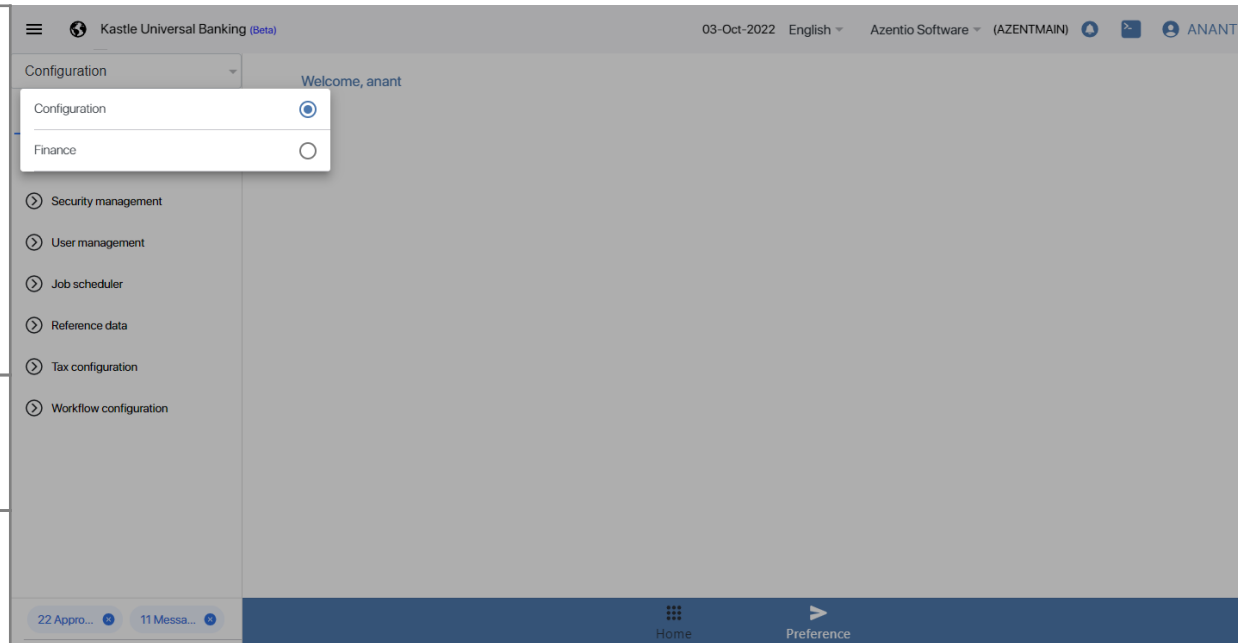 Kastle Universal Banking (Beta)
03-Oct-2022 English Azentio Software (AZENTMAIN) ANANT
Configuration
Welcome, anant
Configuration
Finance
Security management
User management
Job scheduler
Reference data
Tax configuration
Workflow configuration
22 Appro... 11 Messa...
Home Preference